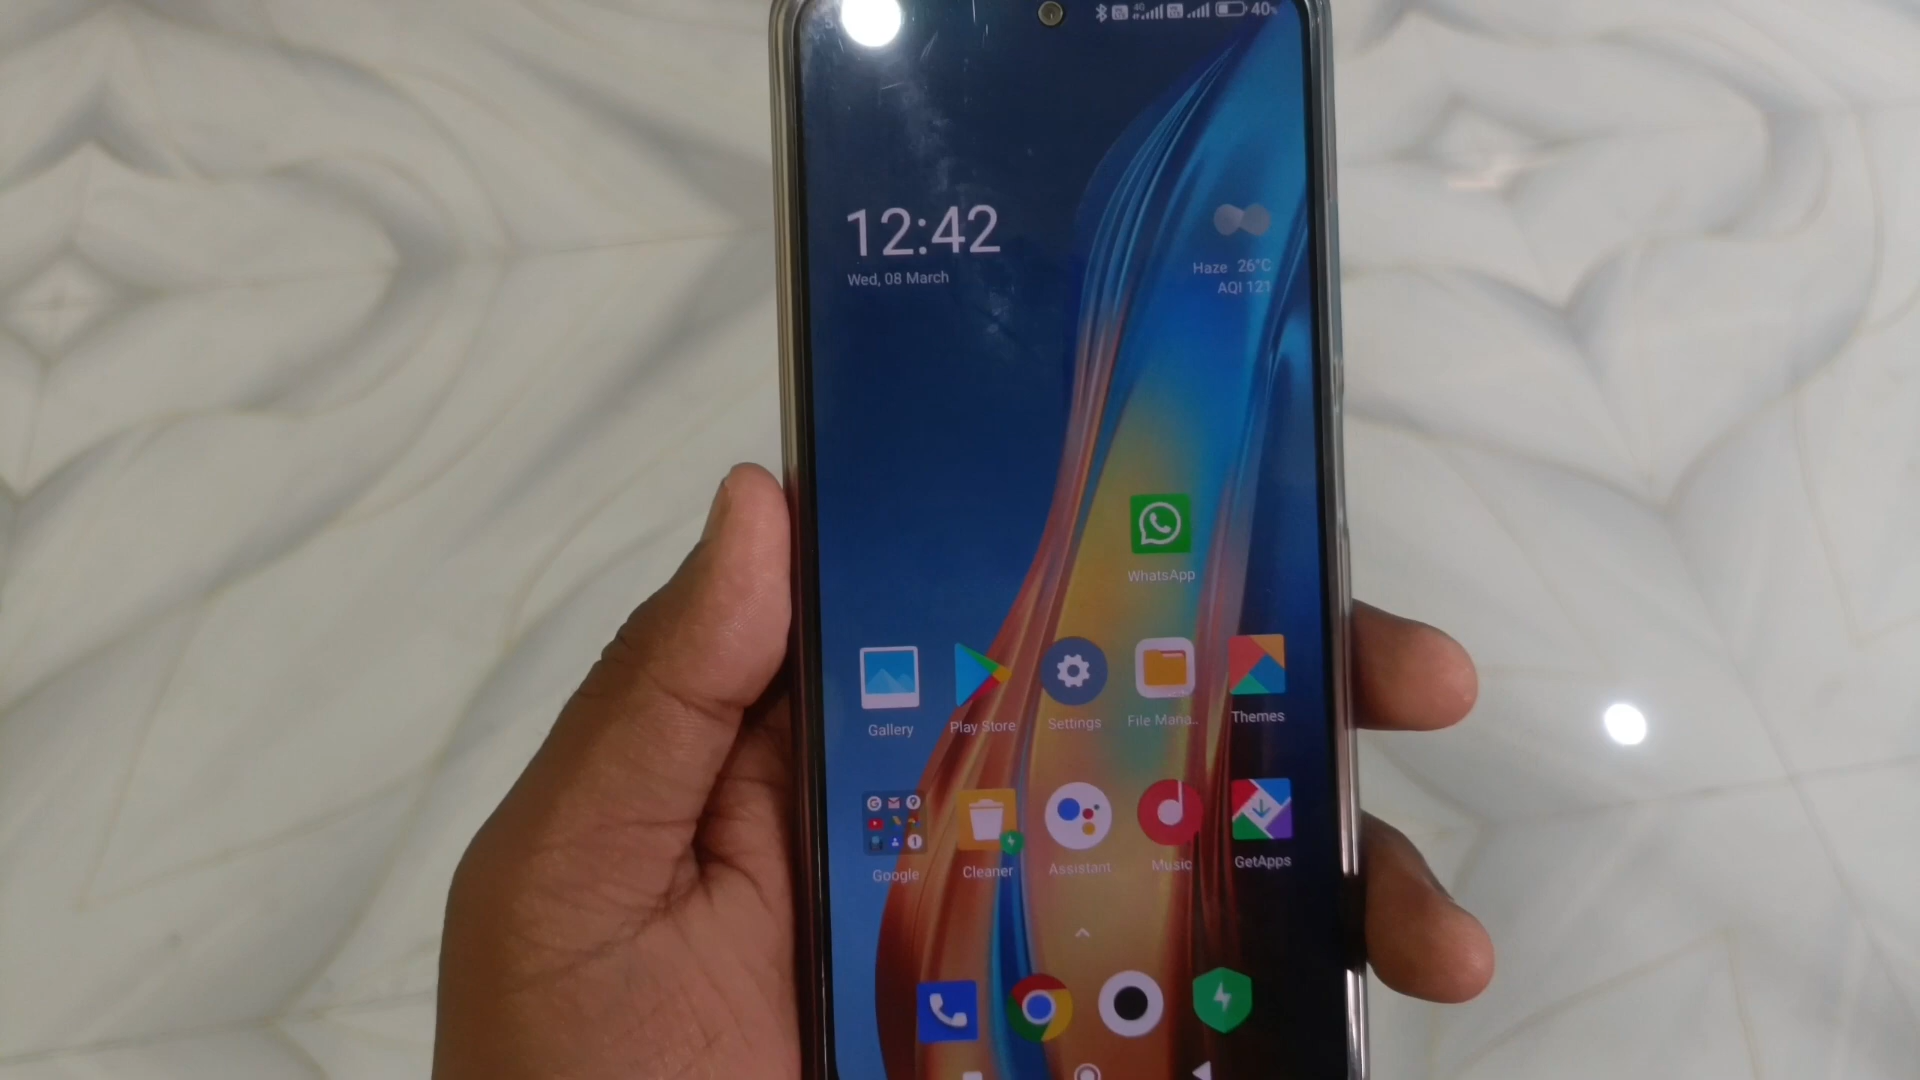 40%
12:42
Wed, 08 March
Haze 26°C
AQI 121
WhatsApp
Gallery
Play Store
Settings
File Mana..
Themes
Google
Cleaner
Assistant
Music
GetApps